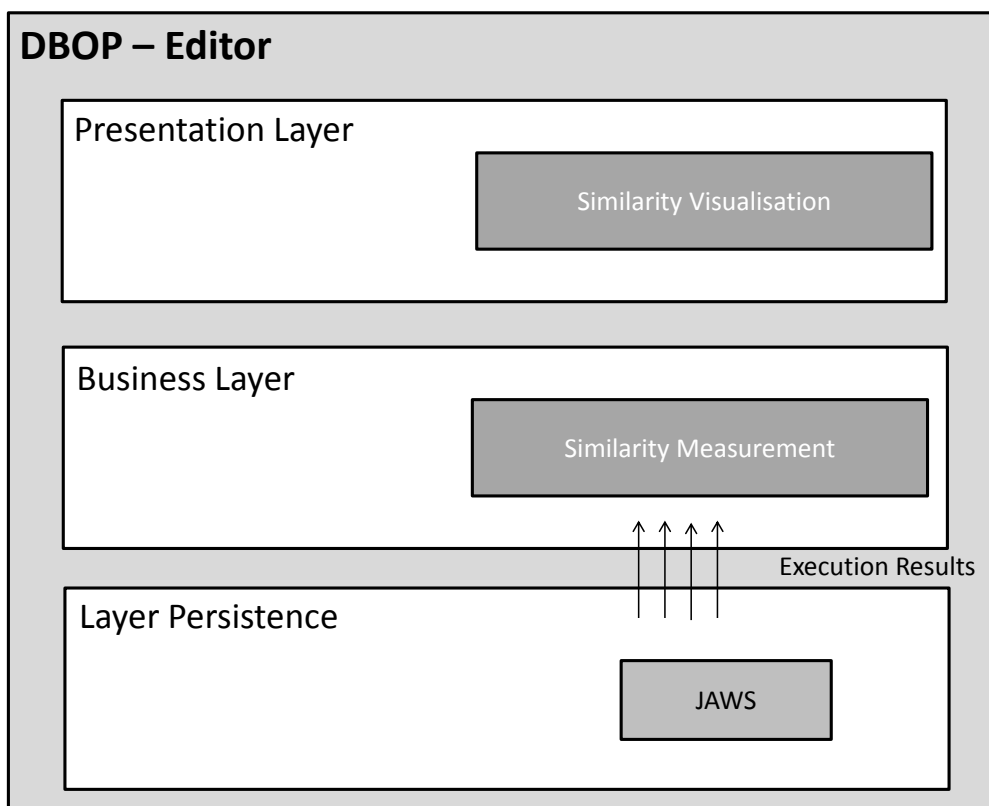 DBOP – Editor
Presentation Layer
Similarity Visualisation
Business Layer
Similarity Measurement
Execution Results
Layer Persistence
JAWS